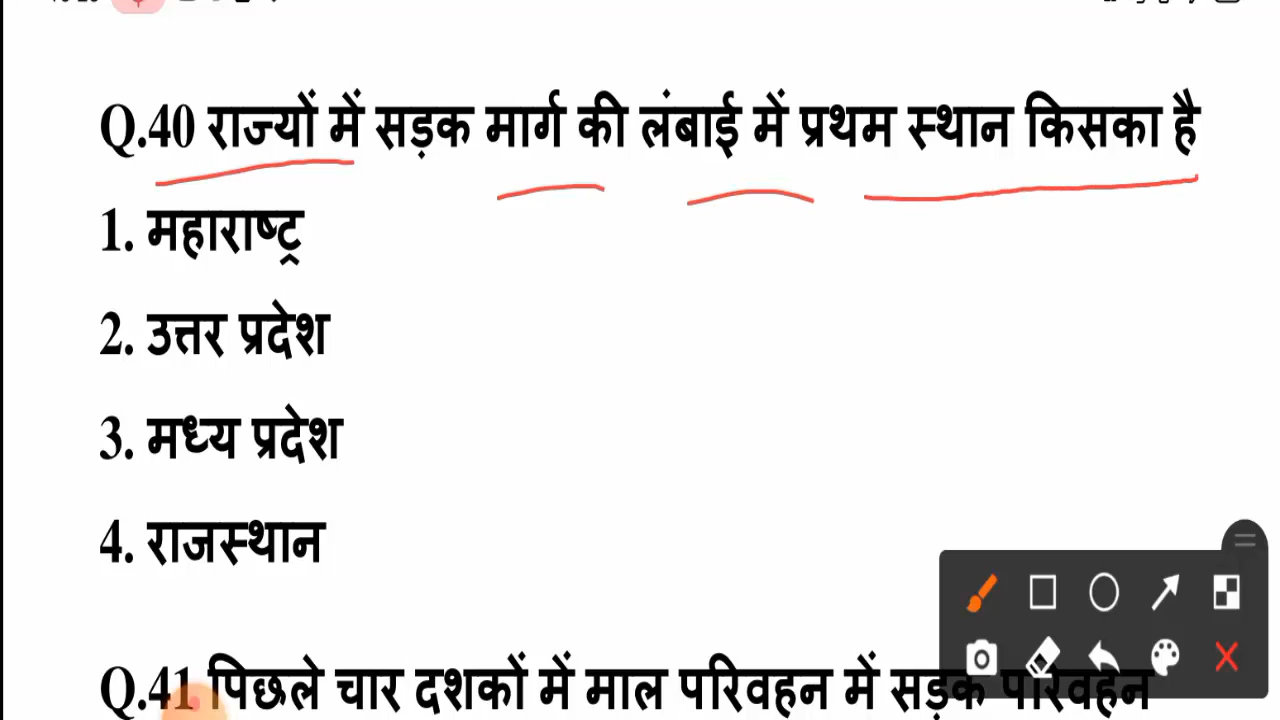 Q.40 राज्यों में सड़क मार्ग की लंबाई में प्रथम स्थान किसका है
1. महाराष्ट्र
2. उत्तर प्रदेश
3. मध्य प्रदेश
4. राजस्थान
Q.41 पिछले चार दशकों में माल परिवहन में सड़क परिवहन